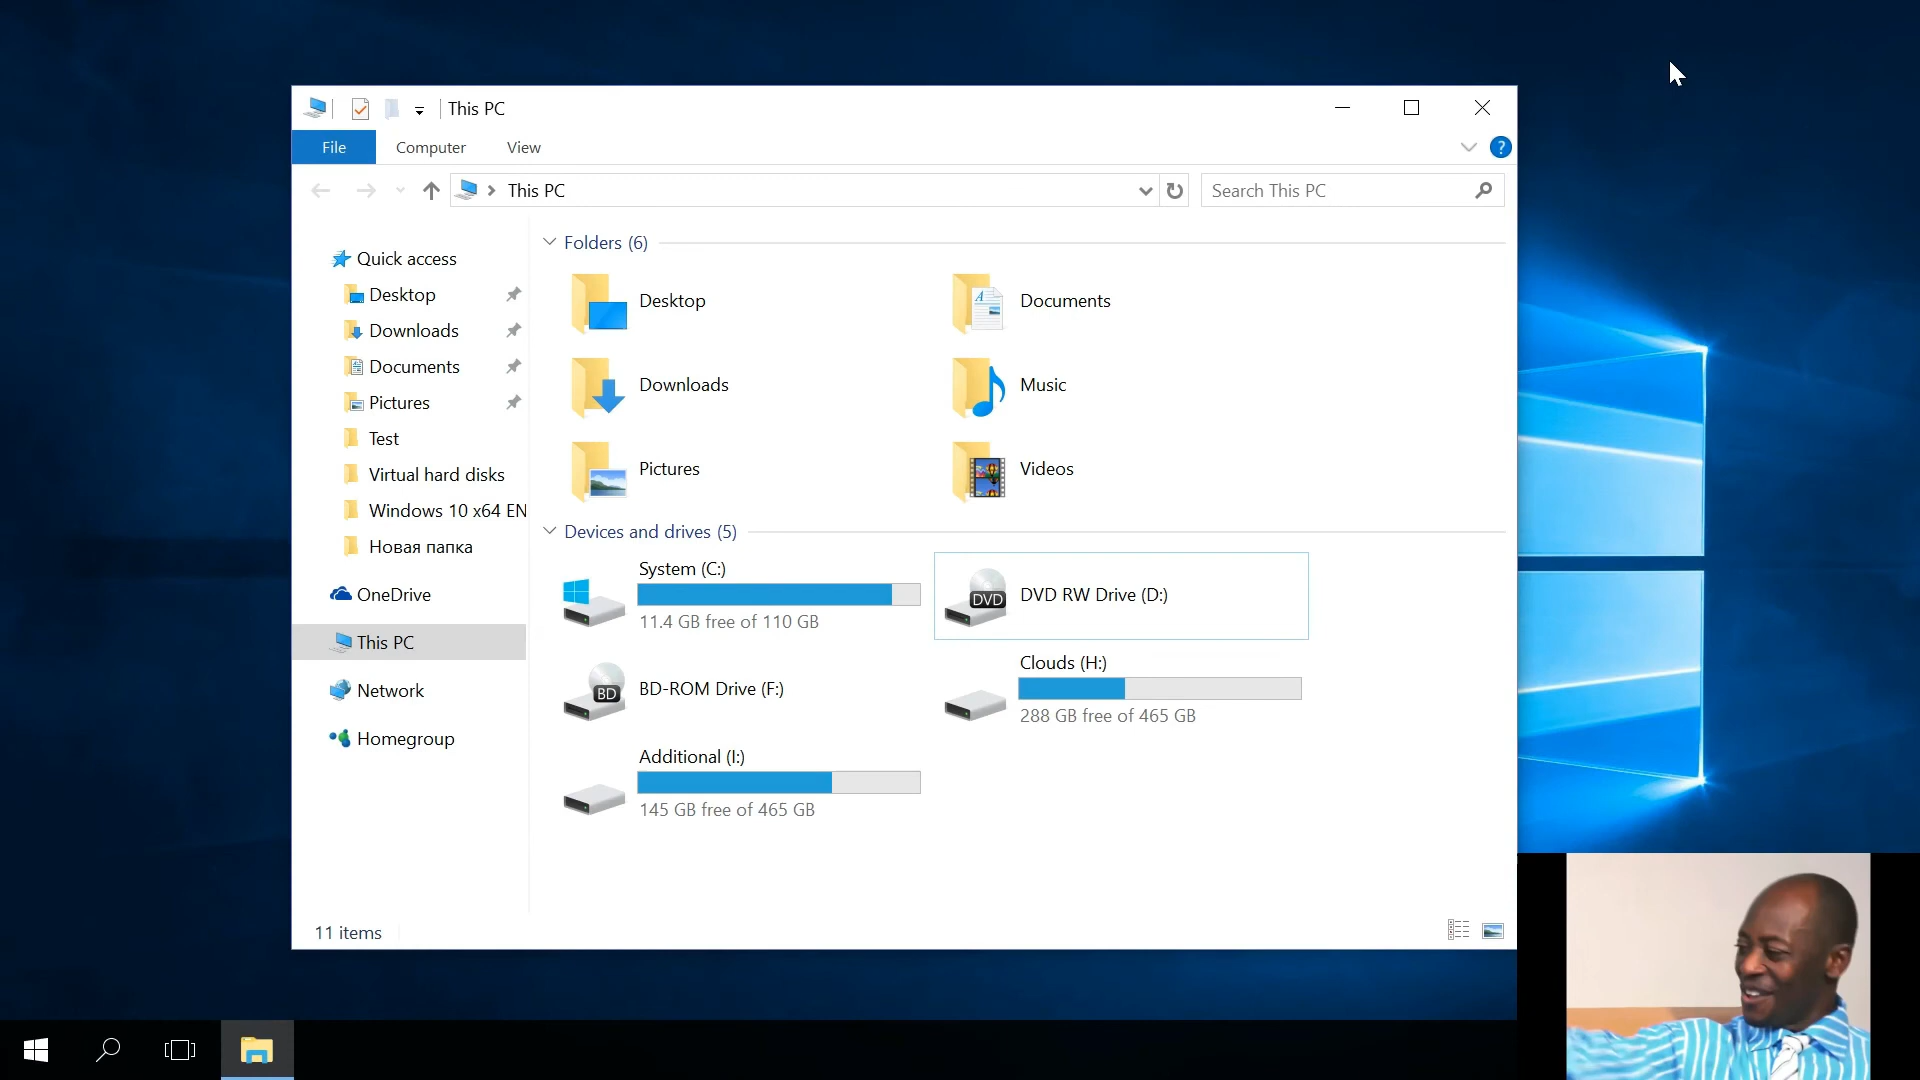 This PC
File Computer View
?
This PC
Search This PC
Quick access
Desktop
Downloads
Documents
Pictures
Test
Virtual hard disks
Windows 10 x64 EN
Новая папка
OneDrive
This PC
Network
Homegroup
Folders (6)
Desktop
Documents
A
Downloads
Music
Pictures
Videos
Devices and drives (5)
System (C:)
11.4 GB free of 110 GB
DVD
DVD RW Drive (D:)
BD
BD-ROM Drive (F:)
Clouds (H:)
288 GB free of 465 GB
Additional (I:)
145 GB free of 465 GB
11 items